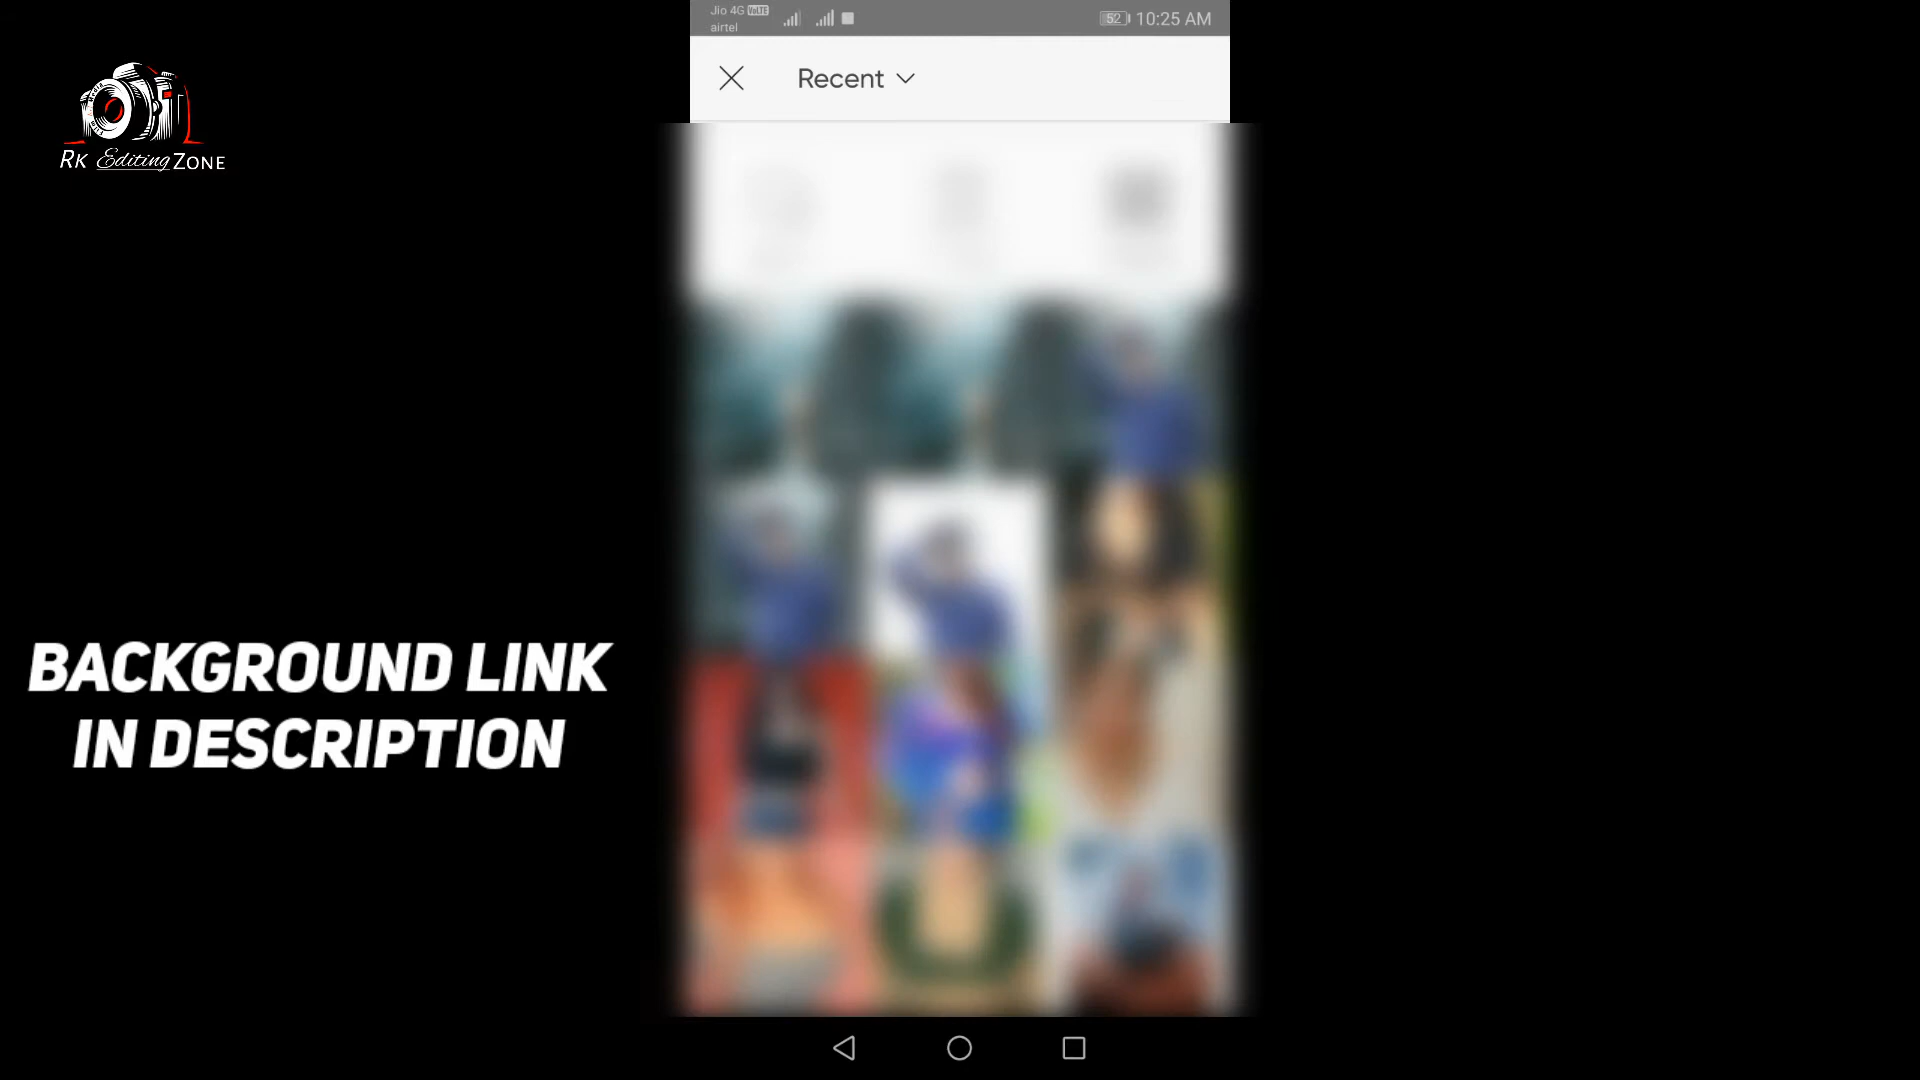 Jio 4G VoLTE
airtel
52
10:25 AM
Recent
RK Editing ZONE
BACKGROUND LINK
IN DESCRIPTION